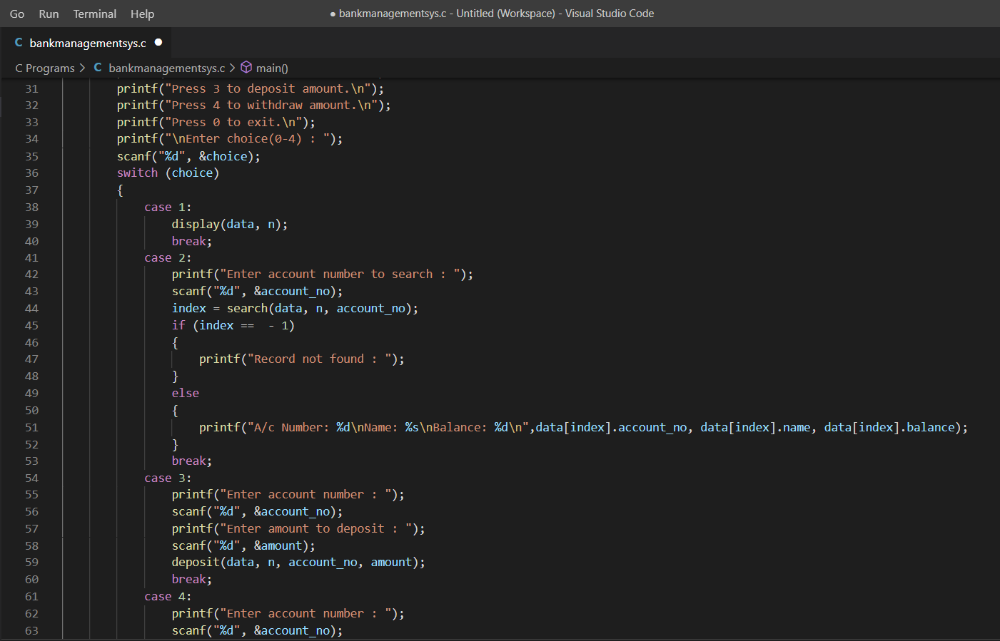 Go Run Terminal Help ● bankmanagementsys.c - Untitled (Workspace) - Visual Studio Code
C bankmanagementsys.c ●
C Programs > C bankmanagementsys.c > main()
31 printf("Press 3 to deposit amount.\n");
32 printf("Press 4 to withdraw amount.\n");
33 printf("Press 0 to exit.\n");
34 printf("\nEnter choice(0-4) : ");
35 scanf("%d", &choice);
36 switch (choice)
37 {
38 case 1:
39 display(data, n);
40 break;
41 case 2:
42 printf("Enter account number to search : ");
43 scanf("%d", &account_no);
44 index = search(data, n, account_no);
45 if (index ==  - 1)
46 {
47 printf("Record not found : ");
48 }
49 else
50 {
51 printf("A/c Number: %d\nName: %s\nBalance: %d\n",data[index].account_no, data[index].name, data[index].balance);
52 }
53 break;
54 case 3:
55 printf("Enter account number : ");
56 scanf("%d", &account_no);
57 printf("Enter amount to deposit : ");
58 scanf("%d", &amount);
59 deposit(data, n, account_no, amount);
60 break;
61 case 4:
62 printf("Enter account number : ");
63 scanf("%d", &account_no);